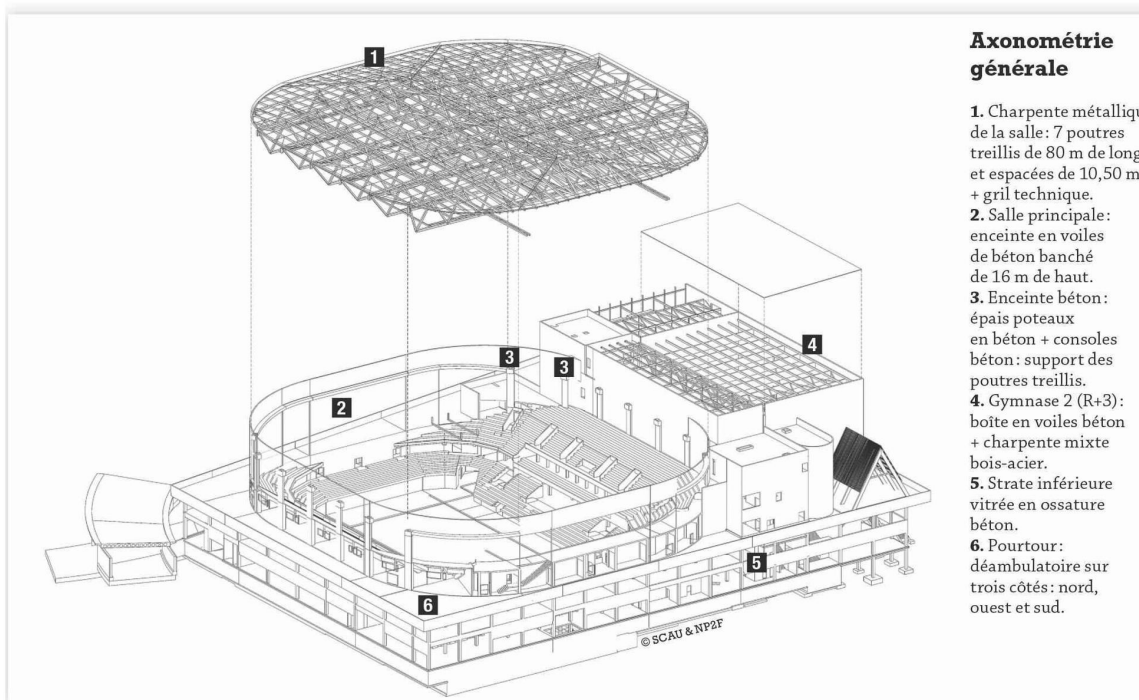 1
3
3
4
2
5
6
© SCAU & NP2F
Axonométrie
générale
1. Charpente métalliqu
de la salle : 7 poutres
treillis de 80 m de long
et espacées de 10,50 m
+ gril technique.
2. Salle principale :
enceinte en voiles
de béton banché
de 16 m de haut.
3. Enceinte béton :
épais poteaux
en béton + consoles
béton : support des
poutres treillis.
4. Gymnase 2 (R+3) :
boîte en voiles béton
+ charpente mixte
bois-acier.
5. Strate inférieure
vitrée en ossature
béton.
6. Pourtour :
déambulatoire sur
trois côtés : nord,
ouest et sud.